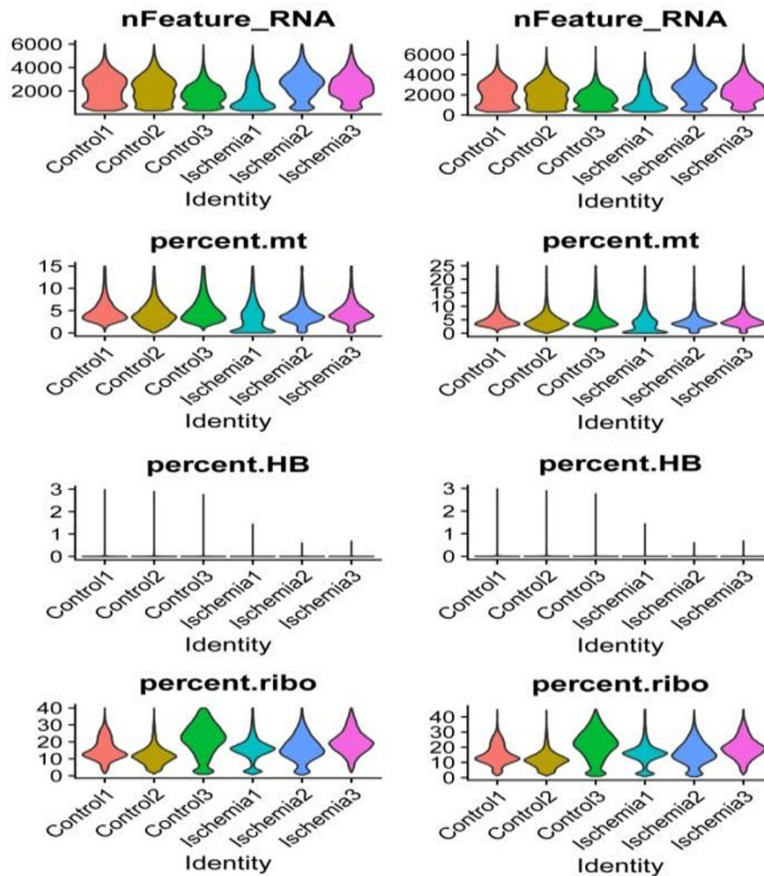 nFeature_RNA
6000
4000
2000
Control1
Control2
Control3
Ischemia1
Ischemia2
Ischemia3
Identity
nFeature_RNA
6000
4000
2000
0
Control1
Control2
Control3
Ischemia1
Ischemia2
Ischemia3
Identity
percent.mt
15
10
5
0
Control1
Control2
Control3
Ischemia1
Ischemia2
Ischemia3
Identity
percent.mt
25
20
15
10
5
0
Control1
Control2
Control3
Ischemia1
Ischemia2
Ischemia3
Identity
percent.HB
3
2
1
0
Control1
Control2
Control3
Ischemia1
Ischemia2
Ischemia3
Identity
percent.HB
3
2
1
0
Control1
Control2
Control3
Ischemia1
Ischemia2
Ischemia3
Identity
percent.ribo
40
30
20
10
0
Control1
Control2
Control3
Ischemia1
Ischemia2
Ischemia3
Identity
percent.ribo
40
30
20
10
0
Control1
Control2
Control3
Ischemia1
Ischemia2
Ischemia3
Identity